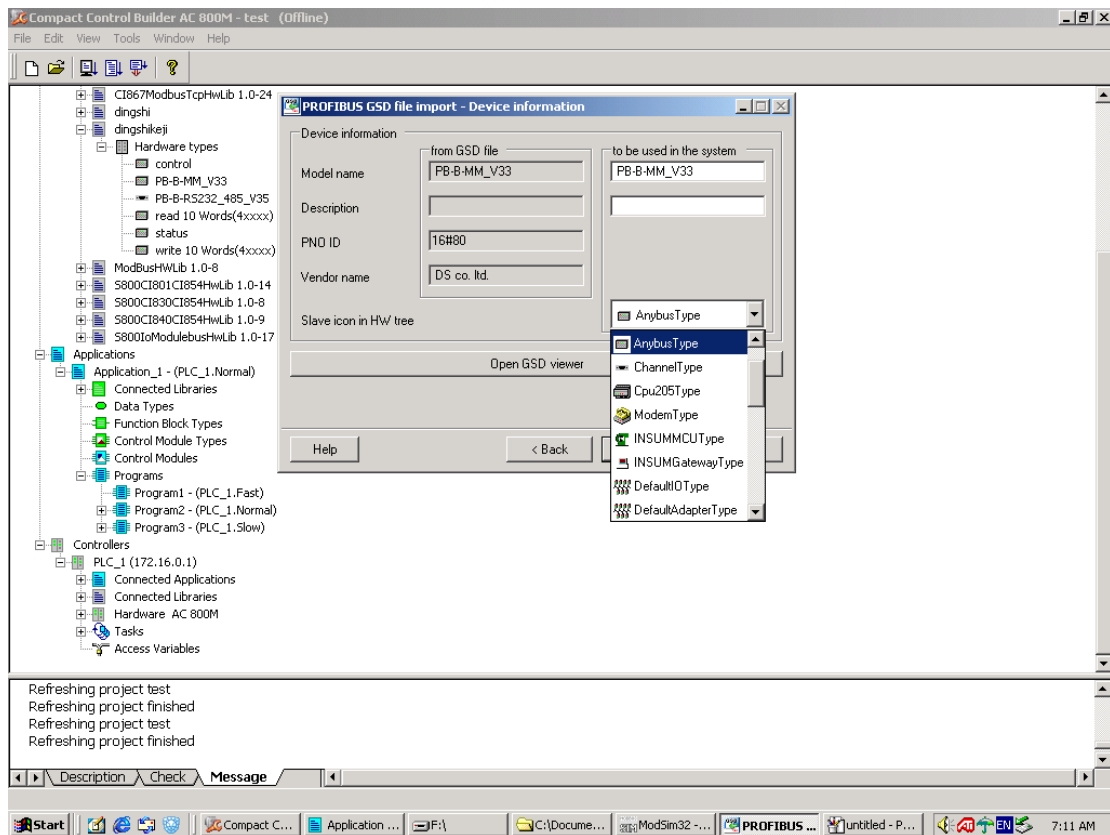 Compact Control Builder AC 800M - test (Offline)
File Edit View Tools Window Help
CI867ModbusTcpHwLib 1.0-24
dingshi
dingshikeji
Hardware types
control
PB-B-MM_V33
PB-B-RS232_485_V35
read 10 Words(4xxxx)
status
write 10 Words(4xxxx)
ModBusHWLib 1.0-8
S800CI801CI854HwLib 1.0-14
S800CI830CI854HwLib 1.0-8
S800CI840CI854HwLib 1.0-9
S800IoModulebusHwLib 1.0-17
Applications
Application_1 - (PLC_1.Normal)
Connected Libraries
Data Types
Function Block Types
Control Module Types
Control Modules
Programs
Program1 - (PLC_1.Fast)
Program2 - (PLC_1.Normal)
Program3 - (PLC_1.Slow)
Controllers
PLC_1 (172.16.0.1)
Connected Applications
Connected Libraries
Hardware AC 800M
Tasks
Access Variables
PROFIBUS GSD file import - Device information
Device information
from GSD file
to be used in the system
Model name
PB-B-MM_V33
PB-B-MM_V33
Description
PNO ID
16#80
Vendor name
DS co. ltd.
Slave icon in HW tree
AnybusType
AnybusType
ChannelType
Cpu205Type
ModemType
INSUMMCUType
INSUMGatewayType
DefaultIOType
DefaultAdapterType
Open GSD viewer
Help
< Back
Refreshing project test
Refreshing project finished
Refreshing project test
Refreshing project finished
Description Check Message
Start
Compact C...
Application ...
F:\
C:\Docume...
ModSim32 -...
PROFIBUS ...
untitled - P...
EN
7:11 AM